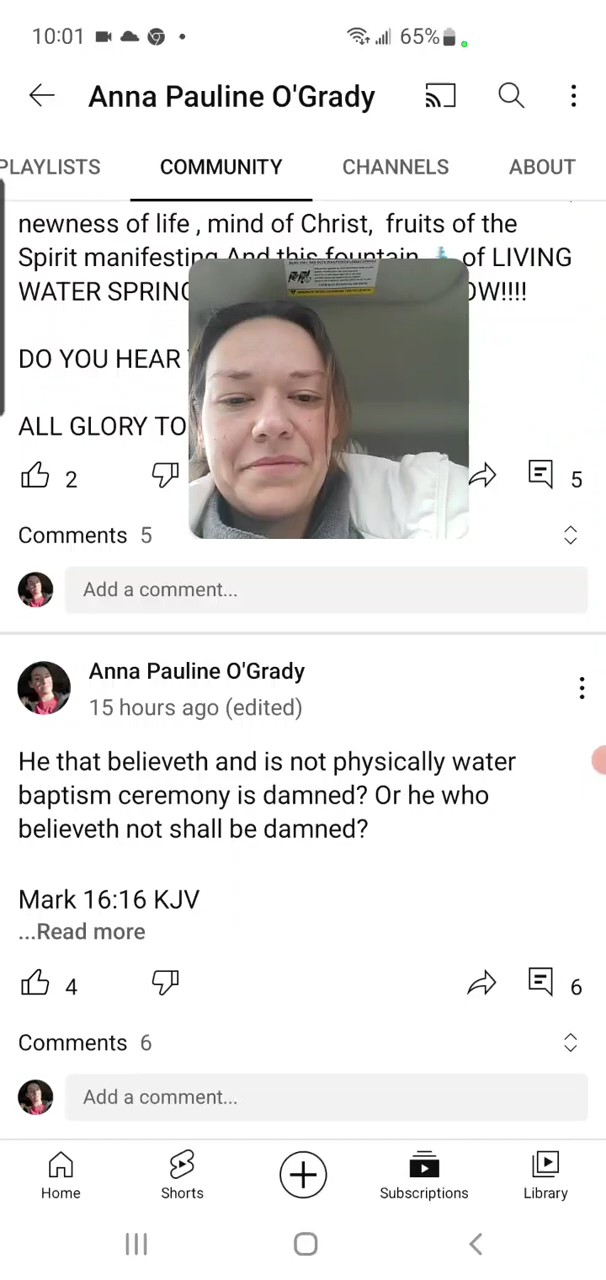 10:01
65%
Anna Pauline O'Grady
PLAYLISTS COMMUNITY CHANNELS ABOUT
newness of life , mind of Christ, fruits of the
Spirit manifesting And this fountain of LIVING
WATER SPRING OW!!!!
DO YOU HEAR
ALL GLORY TO
2 5
Comments 5
Add a comment...
Anna Pauline O'Grady
15 hours ago (edited)
He that believeth and is not physically water
baptism ceremony is damned? Or he who
believeth not shall be damned?
Mark 16:16 KJV
...Read more
4 6
Comments 6
Add a comment...
Home Shorts Subscriptions Library